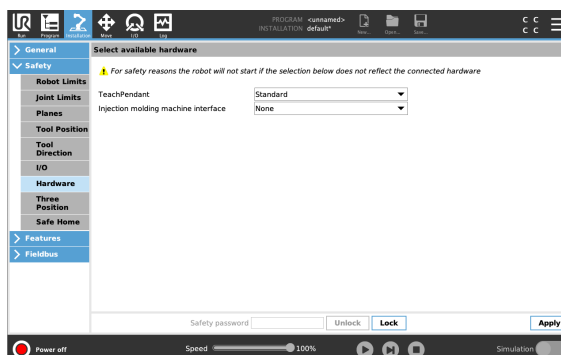 UR
Run
Program
Installation
Move
I/O
Log
PROGRAM <unnamed>
INSTALLATION default*
New...
Open...
Save...
C C
C C
General
Safety
Robot Limits
Joint Limits
Planes
Tool Position
Tool
Direction
I/O
Hardware
Three
Position
Safe Home
Features
Fieldbus
Select available hardware
For safety reasons the robot will not start if the selection below does not reflect the connected hardware
TeachPendant Standard
Injection molding machine interface None
Safety password Unlock Lock Apply
Power off Speed 100% Simulation